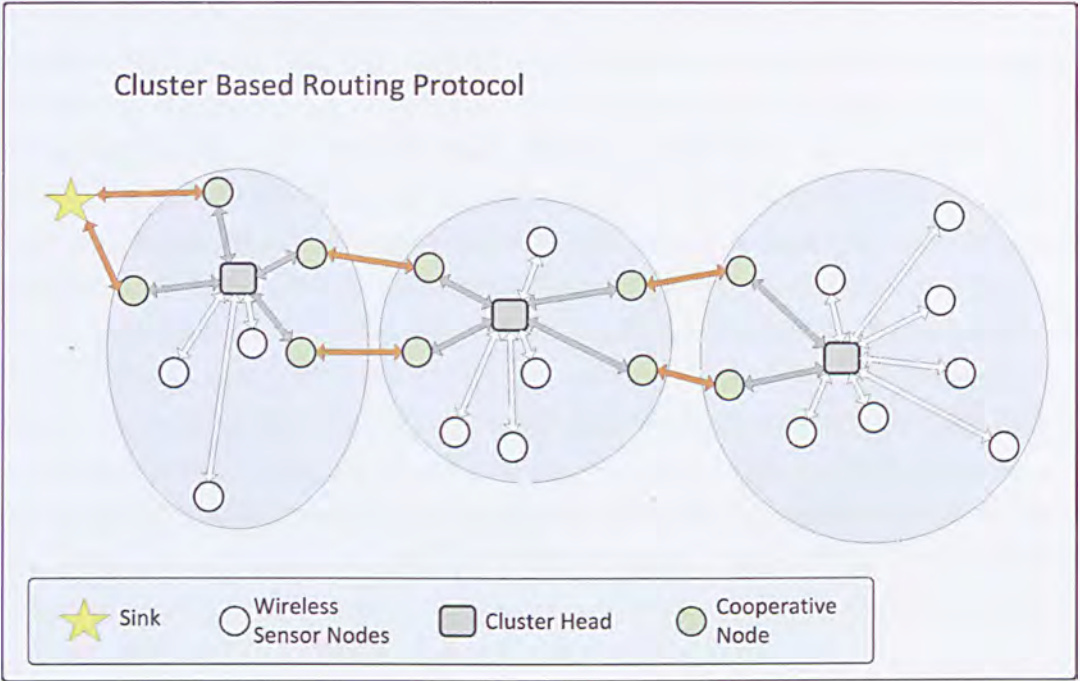 Cluster Based Routing Protocol
Sink
Wireless
Sensor Nodes
Cluster Head
Cooperative
Node